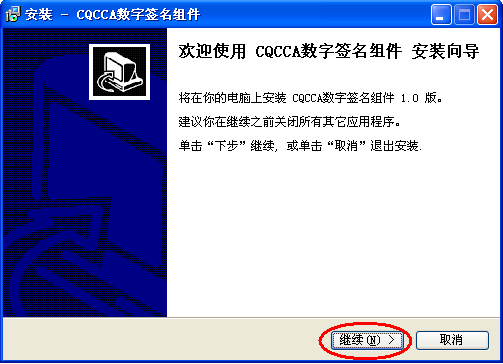 安装 - CQCCA数字签名组件
欢迎使用 CQCCA数字签名组件 安装向导
将在你的电脑上安装 CQCCA数字签名组件 1.0 版。
建议你在继续之前关闭所有其它应用程序。
单击“下步”继续, 或单击“取消”退出安装.
继续(N) >
取消